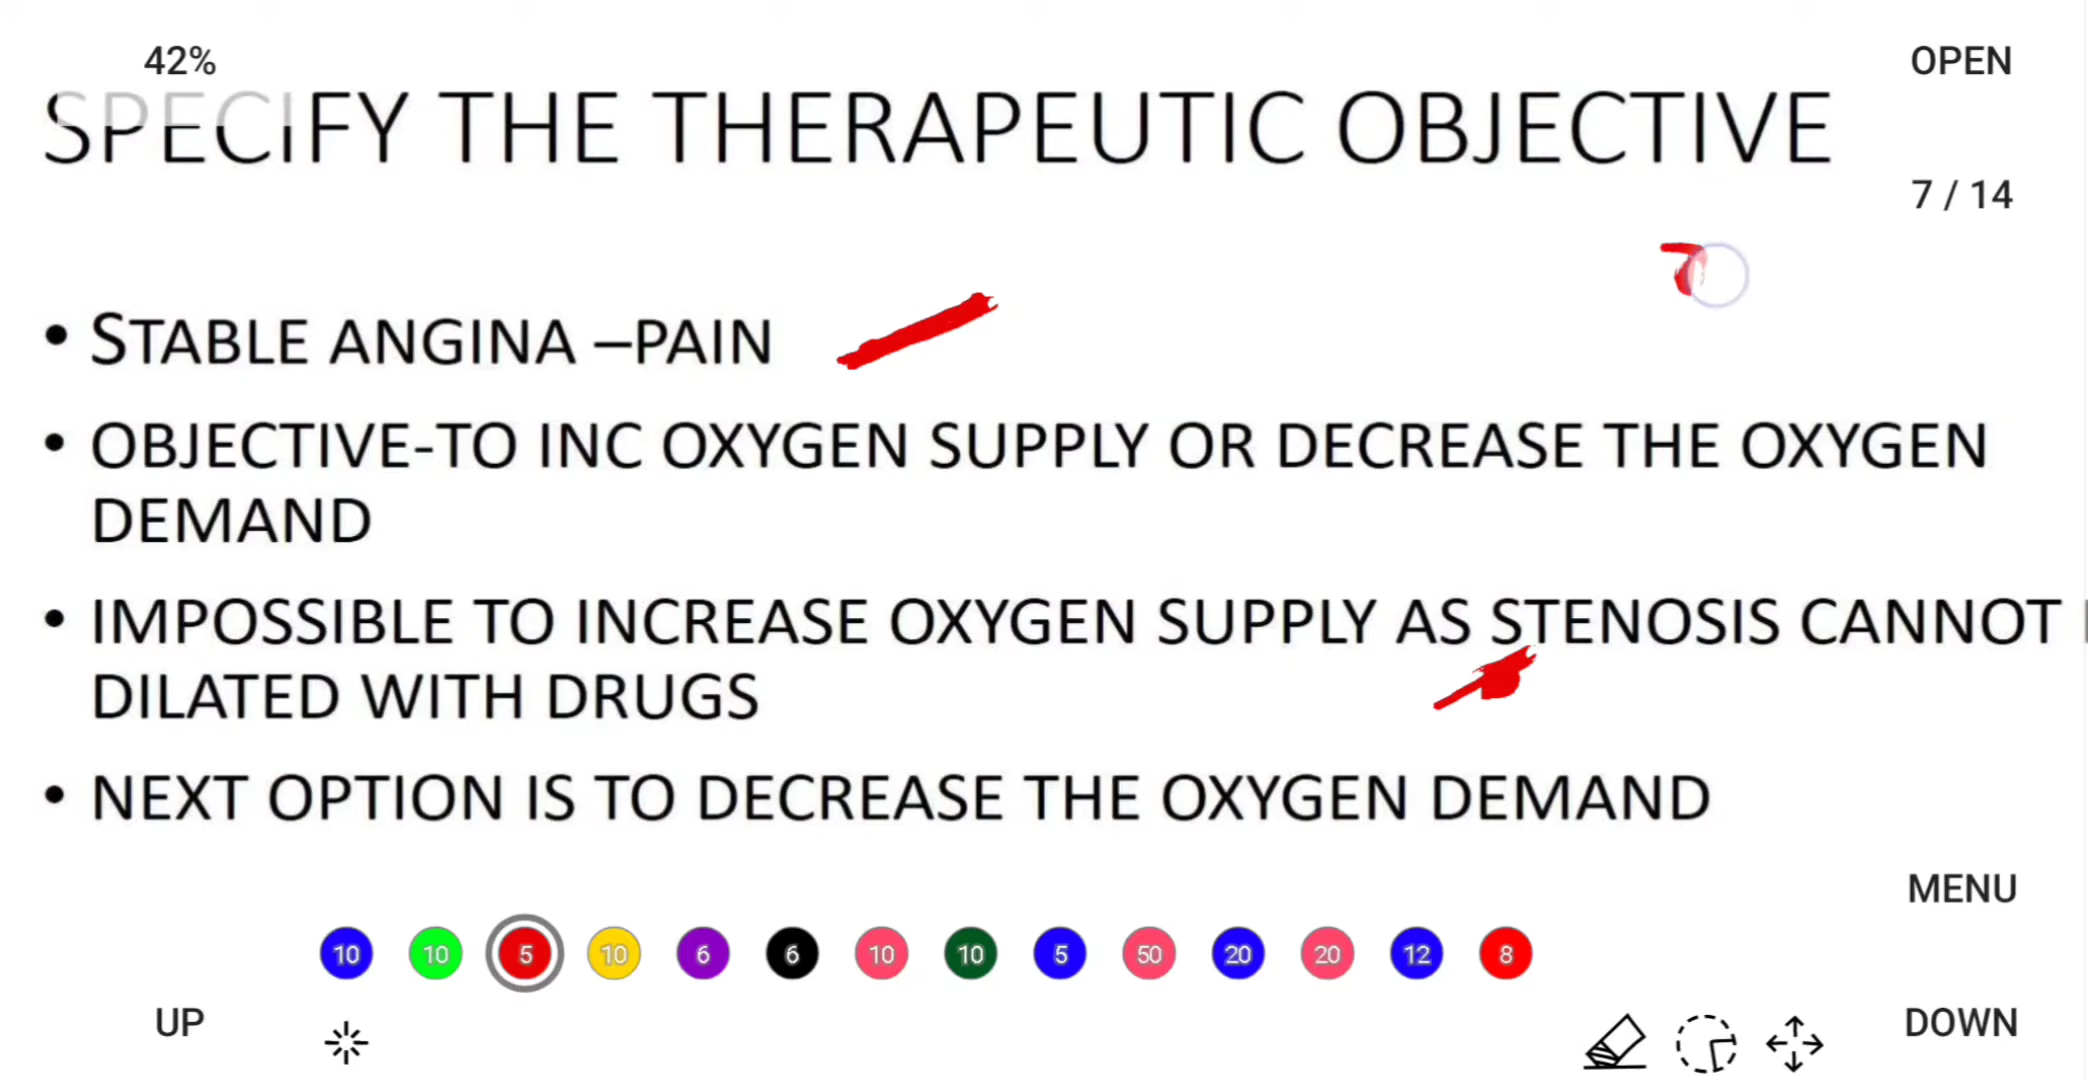 42%
OPEN
SPECIFY THE THERAPEUTIC OBJECTIVE
7 / 14
• STABLE ANGINA –PAIN
• OBJECTIVE-TO INC OXYGEN SUPPLY OR DECREASE THE OXYGEN
DEMAND
• IMPOSSIBLE TO INCREASE OXYGEN SUPPLY AS STENOSIS CANNOT
DILATED WITH DRUGS
• NEXT OPTION IS TO DECREASE THE OXYGEN DEMAND
MENU
10 10 5 10 6 6 10 10 5 50 20 20 12 8
UP
DOWN